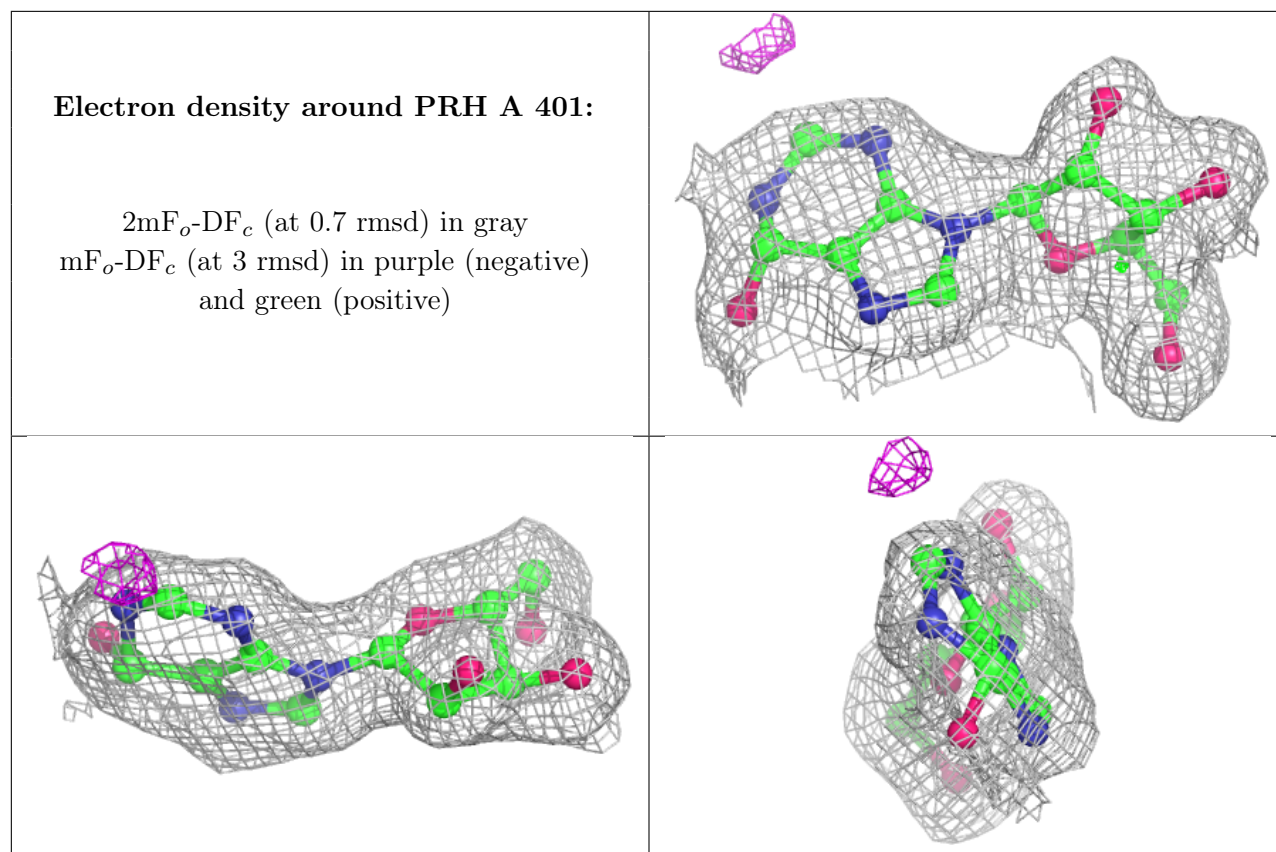 Electron density around PRH A 401:
2mFo-DFc (at 0.7 rmsd) in gray
mFo-DFc (at 3 rmsd) in purple (negative)
and green (positive)